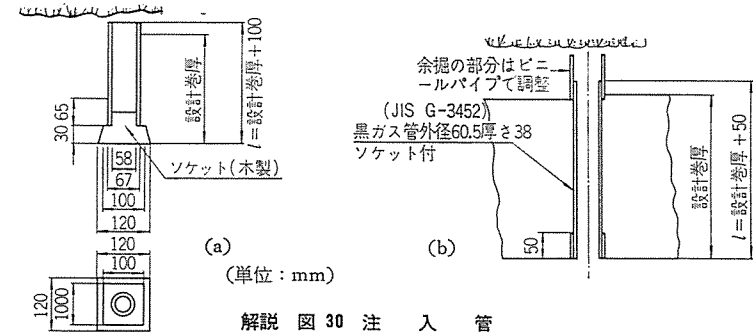 65
30
設計巻厚
l=設計巻厚+100
58
67
100
120
ソケット(木製)
(a)
120
100
120
1000
(単位:mm)
余掘の部分はビニ
ールパイプで調整
(JIS G-3452)
黒ガス管外径60.5厚さ38
ソケット付
50
(b)
設計巻厚
l=設計巻厚+50
解説 図 30 注 入 管